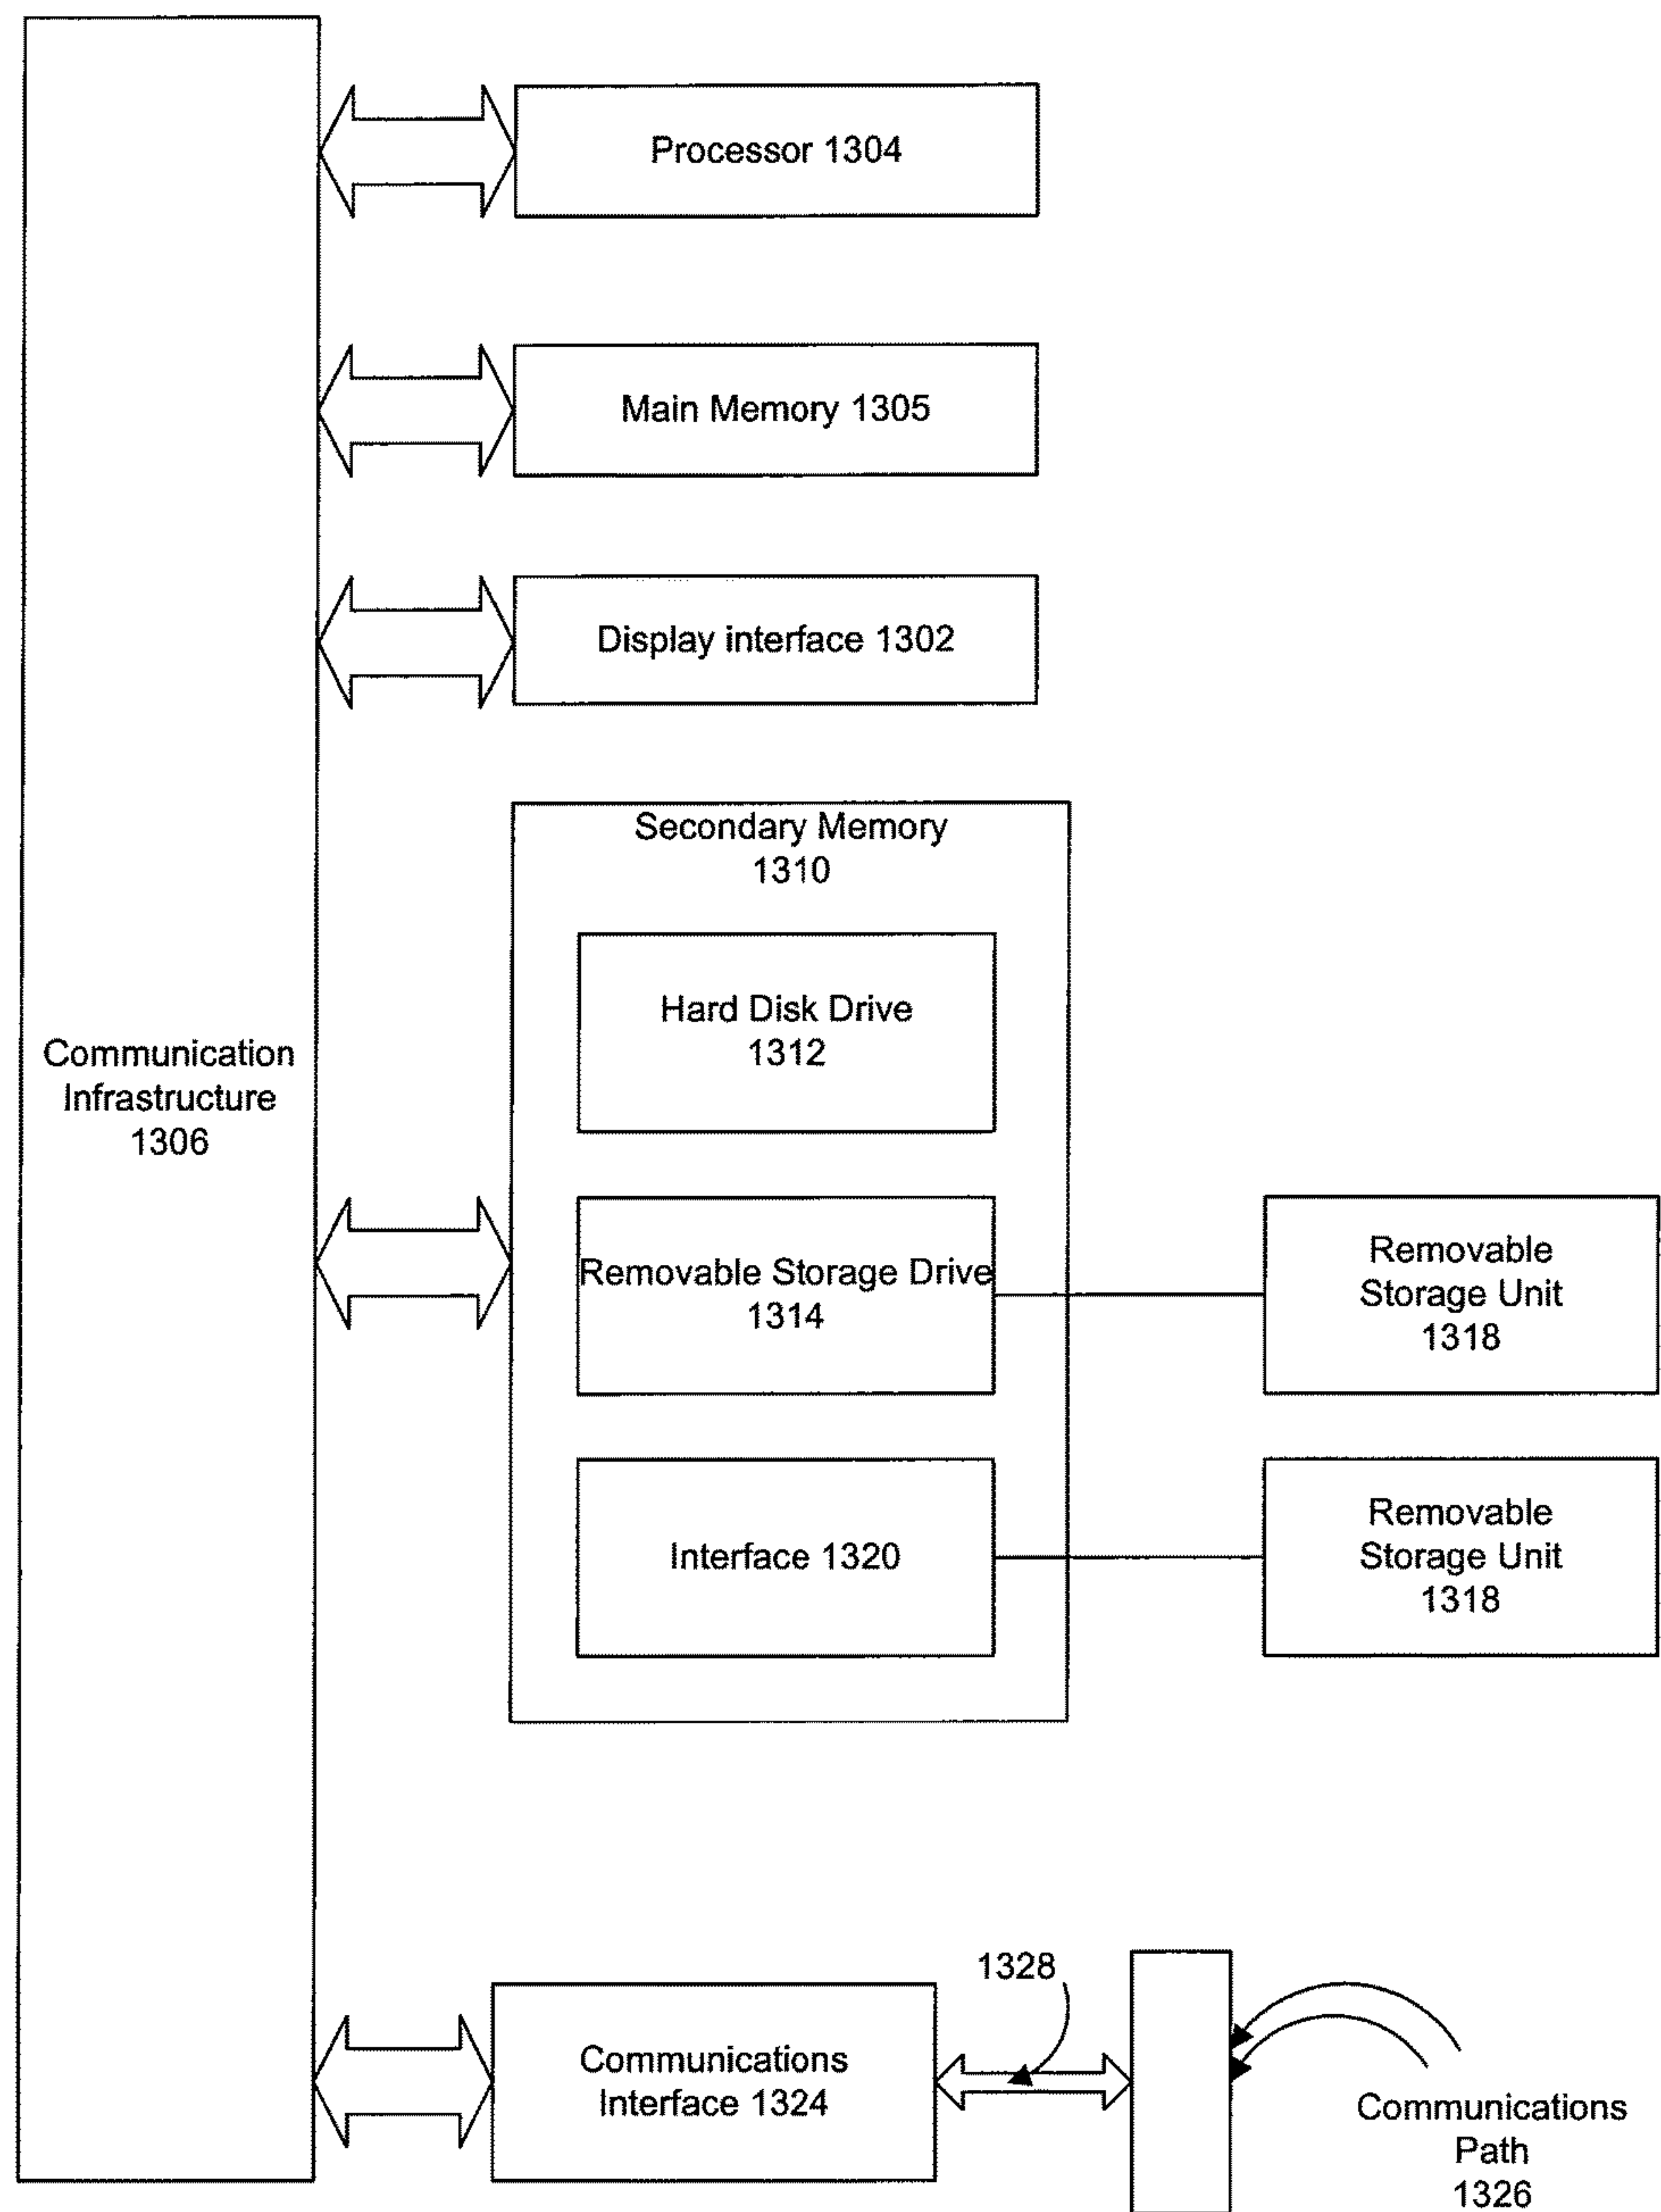 Processor 1304
Main Memory 1305
Display interface 1302
Secondary Memory
1310
Hard Disk Drive
1312
Communication
Infrastructure
1306
Removable Storage Drive
1314
Removable
Storage Unit
1318
Interface 1320
Removable
Storage Unit
1318
1328
Communications
Interface 1324
Communications
Path
1326